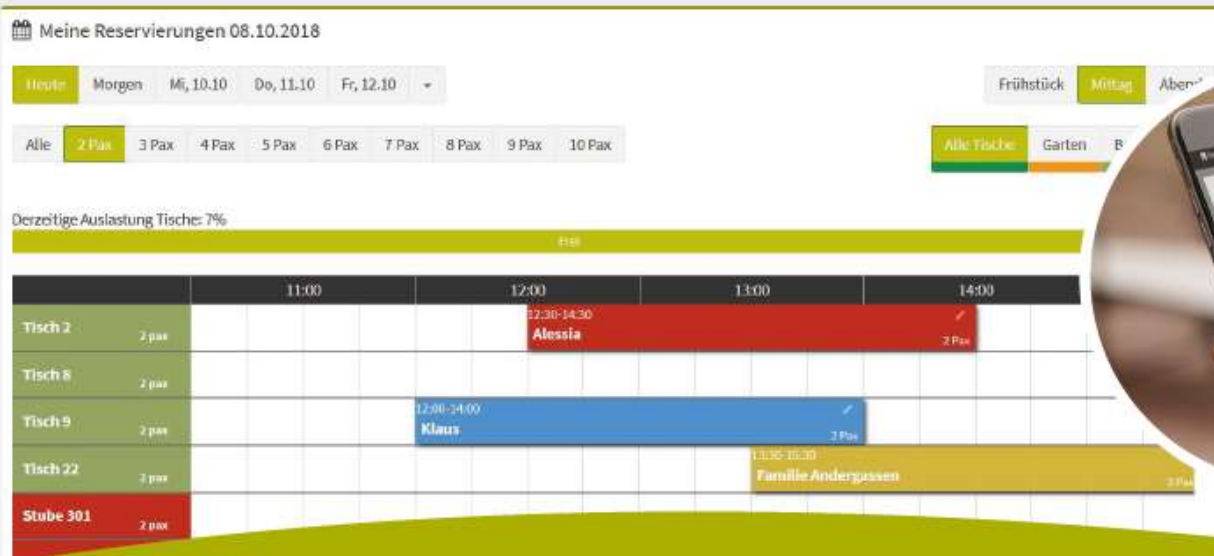 Meine Reservierungen 08.10.2018
Heute Morgen Mi, 10.10 Do, 11.10 Fr, 12.10
Frühstück Mittag
Alle 2 Pax 3 Pax 4 Pax 5 Pax 6 Pax 7 Pax 8 Pax 9 Pax 10 Pax
Alle Tische Garten
Derzeitige Auslastung Tische: 7%
Frei
11:00 12:00 13:00 14:00
Tisch 2 2 pax
12:30-14:30
Alessia 2 Pax
Tisch 8 2 pax
Tisch 9 2 pax
12:00-14:00
Klaus 2 Pax
Tisch 22 2 pax
13:30-15:30
Familie Andergassen 2 Pax
Stube 301 2 pax